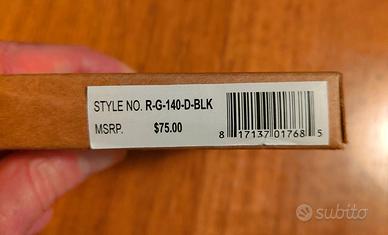 STYLE NO. R-G-140-D-BLK
MSRP. $75.00
8 17137 01768 5
subito